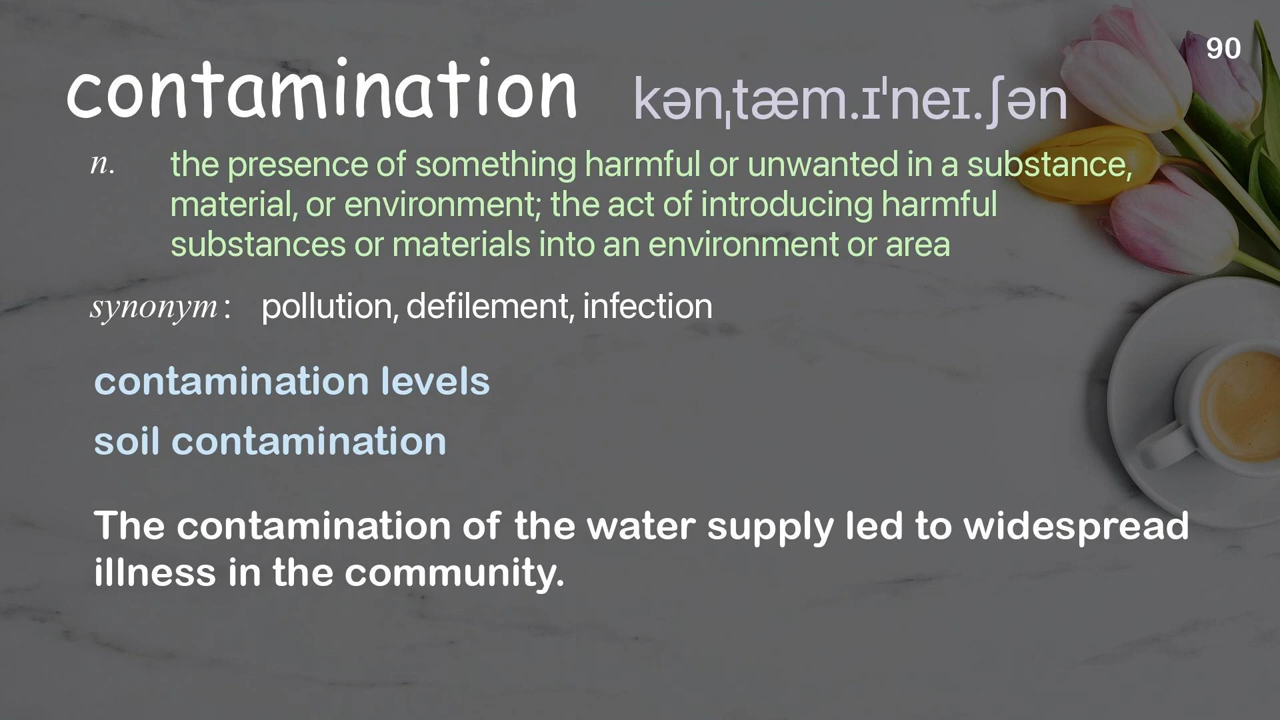 90
contamination kənˌtæm.ɪˈneɪ.ʃən
n. the presence of something harmful or unwanted in a substance,
material, or environment; the act of introducing harmful
substances or materials into an environment or area
synonym: pollution, defilement, infection
contamination levels
soil contamination
The contamination of the water supply led to widespread
illness in the community.